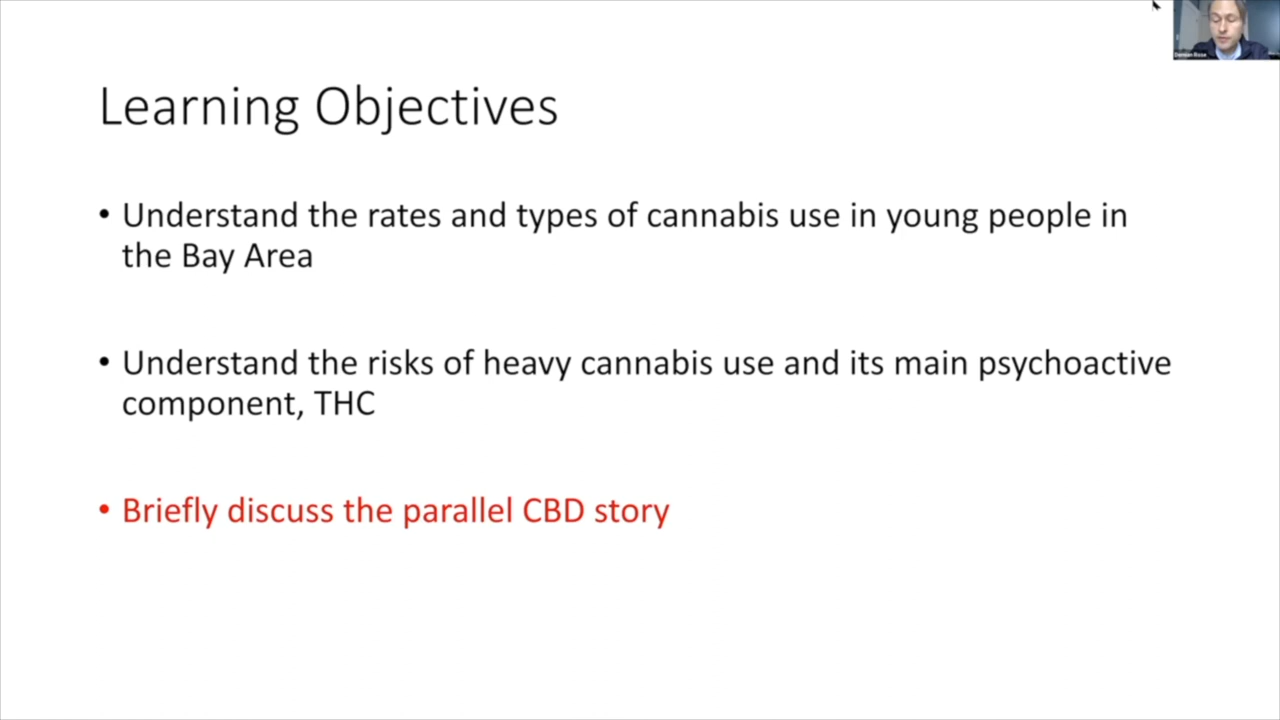 Learning Objectives
• Understand the rates and types of cannabis use in young people in
the Bay Area
• Understand the risks of heavy cannabis use and its main psychoactive
component, THC
• Briefly discuss the parallel CBD story